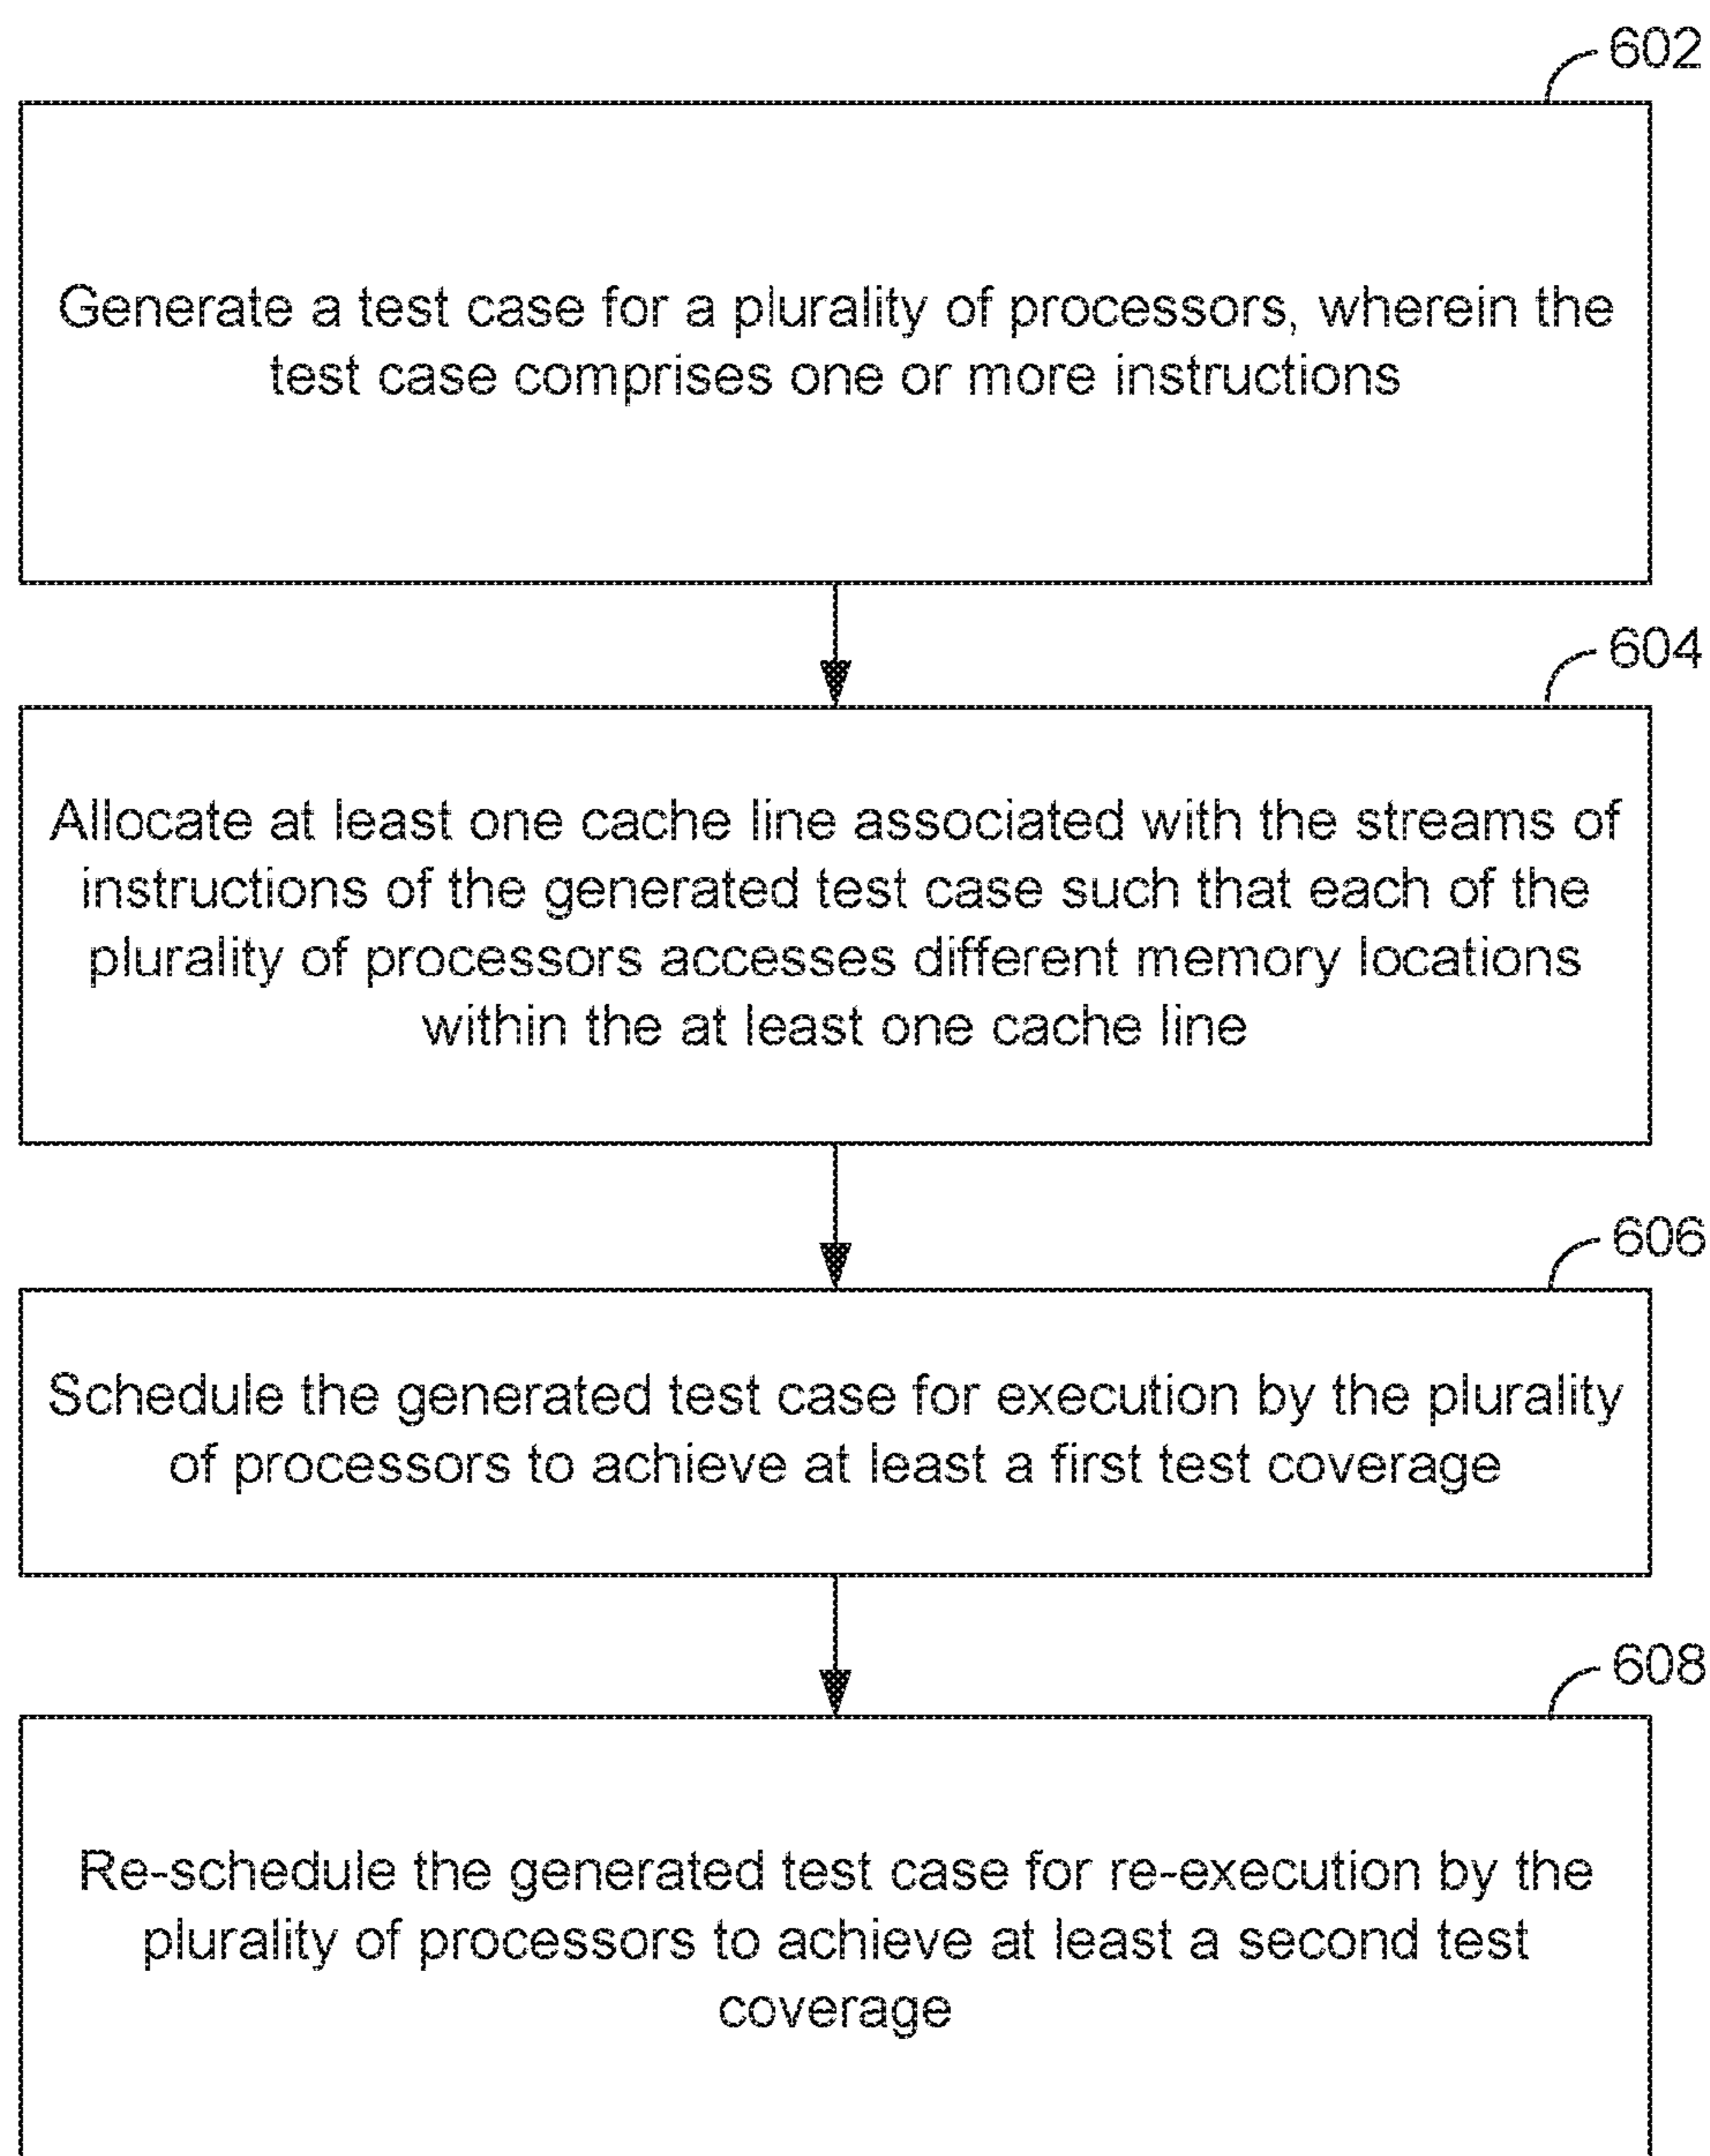 602
Generate a test case for a plurality of processors, wherein the
test case comprises one or more instructions
604
Allocate at least one cache line associated with the streams of
instructions of the generated test case such that each of the
plurality of processors accesses different memory locations
within the at least one cache line
606
Schedule the generated test case for execution by the plurality
of processors to achieve at least a first test coverage
608
Re-schedule the generated test case for re-execution by the
plurality of processors to achieve at least a second test
coverage